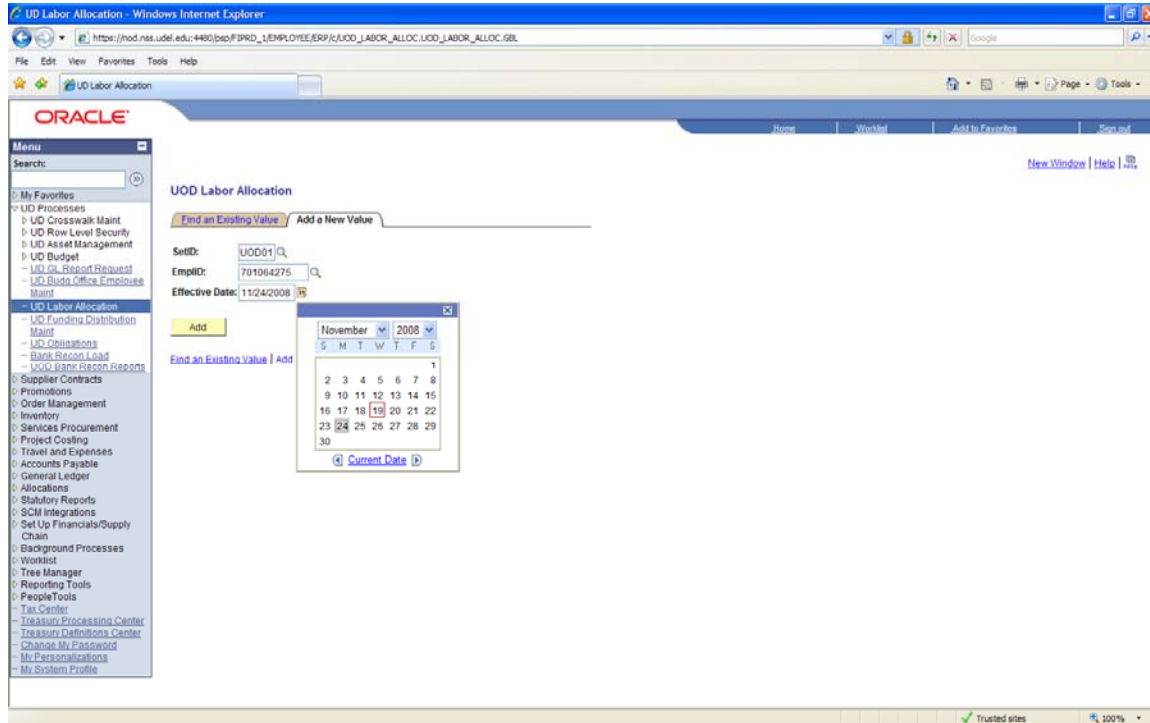 UD Labor Allocation - Windows Internet Explorer
https://nod.nss.udel.edu:4480/psp/FIPRD_1/EMPLOYEE/ERP/c/UOD_LABOR_ALLOC.UOD_LABOR_ALLOC.GBL
Google
File Edit View Favorites Tools Help
UD Labor Allocation
Page Tools
ORACLE
Home Worklist Add to Favorites Sign out
Menu
Search:
New Window | Help |
My Favorites
UD Processes
UD Crosswalk Maint
UD Row Level Security
UD Asset Management
UD Budget
UD GL Report Request
UD Budg Office Employee
Maint
UD Labor Allocation
UD Funding Distribution
Maint
UD Obligations
Bank Recon Load
UOD Bank Recon Reports
Supplier Contracts
Promotions
Order Management
Inventory
Services Procurement
Project Costing
Travel and Expenses
Accounts Payable
General Ledger
Allocations
Statutory Reports
SCM Integrations
Set Up Financials/Supply
Chain
Background Processes
Worklist
Tree Manager
Reporting Tools
PeopleTools
Tax Center
Treasury Processing Center
Treasury Definitions Center
Change My Password
My Personalizations
My System Profile
UOD Labor Allocation
Find an Existing Value Add a New Value
SetID: UOD01
EmplID: 701064275
Effective Date: 11/24/2008
Add
Find an Existing Value | Add
November 2008
S M T W T F S
1
2 3 4 5 6 7 8
9 10 11 12 13 14 15
16 17 18 19 20 21 22
23 24 25 26 27 28 29
30
Current Date
Trusted sites 100%